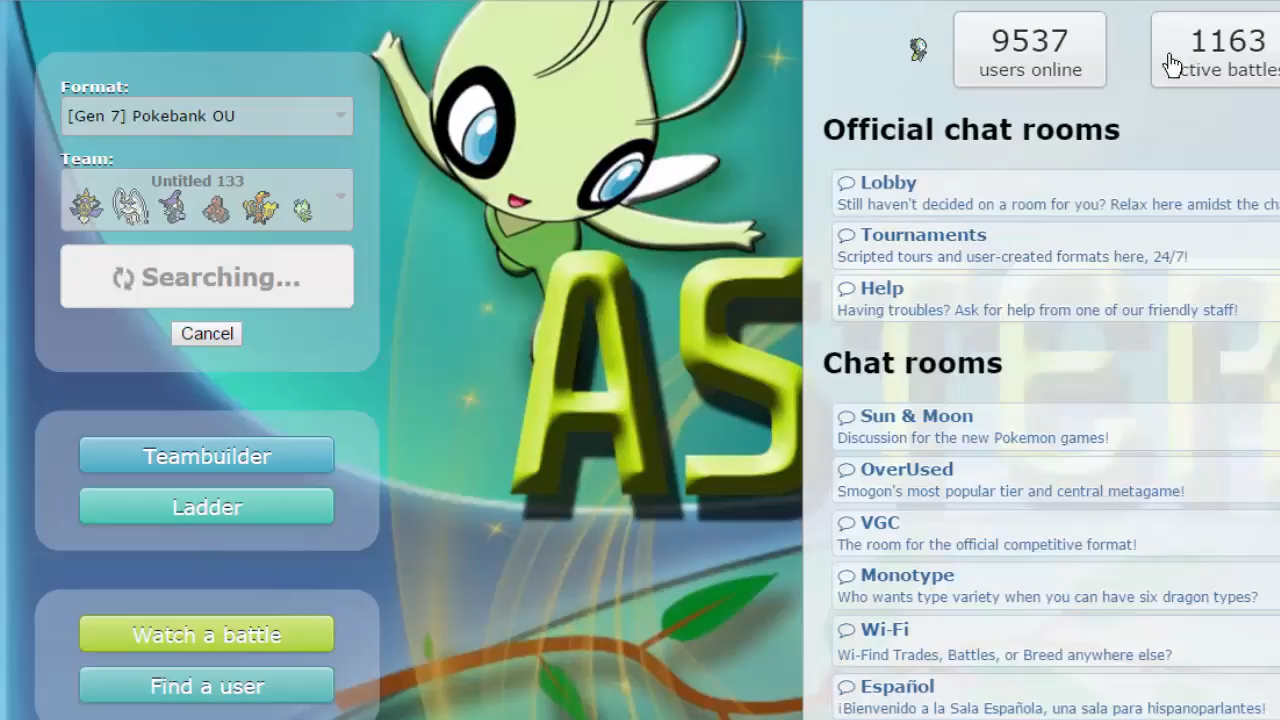 Format:
[Gen 7] Pokebank OU
Team:
Untitled 133
Searching...
Cancel
Teambuilder
Ladder
Watch a battle
Find a user
AS
9537
users online
1163
ctive battles
Official chat rooms
Lobby
Still haven't decided on a room for you? Relax here amidst the cha
Tournaments
Scripted tours and user-created formats here, 24/7!
Help
Having troubles? Ask for help from one of our friendly staff!
Chat rooms
Sun & Moon
Discussion for the new Pokemon games!
OverUsed
Smogon's most popular tier and central metagame!
VGC
The room for the official competitive format!
Monotype
Who wants type variety when you can have six dragon types?
Wi-Fi
Wi-Find Trades, Battles, or Breed anywhere else?
Español
¡Bienvenido a la Sala Española, una sala para hispanoparlantes!